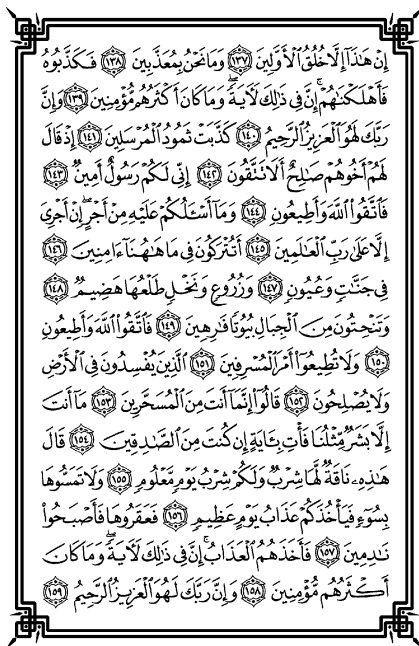 إِنْ هَٰذَآ إِلَّا خُلُقُ ٱلْأَوَّلِينَ ١٣٧ وَمَا نَحْنُ بِمُعَذَّبِينَ ١٣٨ فَكَذَّبُوهُ
فَأَهْلَكْنَٰهُمْ ۗ إِنَّ فِى ذَٰلِكَ لَءَايَةً ۖ وَمَا كَانَ أَكْثَرُهُم مُّؤْمِنِينَ ١٣٩ وَإِنَّ
رَبَّكَ لَهُوَ ٱلْعَزِيزُ ٱلرَّحِيمُ ١٤٠ كَذَّبَتْ ثَمُودُ ٱلْمُرْسَلِينَ ١٤١ إِذْ قَالَ
لَهُمْ أَخُوهُمْ صَٰلِحٌ أَلَا تَتَّقُونَ ١٤٢ إِنِّى لَكُمْ رَسُولٌ أَمِينٌ ١٤٣
فَٱتَّقُوا۟ ٱللَّهَ وَأَطِيعُونِ ١٤٤ وَمَآ أَسْـَٔلُكُمْ عَلَيْهِ مِنْ أَجْرٍ ۖ إِنْ أَجْرِىَ
إِلَّا عَلَىٰ رَبِّ ٱلْعَٰلَمِينَ ١٤٥ أَتُتْرَكُونَ فِى مَا هَٰهُنَآ ءَامِنِينَ ١٤٦
فِى جَنَّٰتٍ وَعُيُونٍ ١٤٧ وَزُرُوعٍ وَنَخْلٍ طَلْعُهَا هَضِيمٌ ١٤٨
وَتَنْحِتُونَ مِنَ ٱلْجِبَالِ بُيُوتًا فَٰرِهِينَ ١٤٩ فَٱتَّقُوا۟ ٱللَّهَ وَأَطِيعُونِ
١٥٠ وَلَا تُطِيعُوٓا۟ أَمْرَ ٱلْمُسْرِفِينَ ١٥١ ٱلَّذِينَ يُفْسِدُونَ فِى ٱلْأَرْضِ
وَلَا يُصْلِحُونَ ١٥٢ قَالُوٓا۟ إِنَّمَآ أَنتَ مِنَ ٱلْمُسَحَّرِينَ ١٥٣ مَآ أَنتَ
إِلَّا بَشَرٌ مِّثْلُنَا فَأْتِ بِـَٔايَةٍ إِن كُنتَ مِنَ ٱلصَّٰدِقِينَ ١٥٤ قَالَ
هَٰذِهِۦ نَاقَةٌ لَّهَا شِرْبٌ وَلَكُمْ شِرْبُ يَوْمٍ مَّعْلُومٍ ١٥٥ وَلَا تَمَسُّوهَا
بِسُوٓءٍ فَيَأْخُذَكُمْ عَذَابُ يَوْمٍ عَظِيمٍ ١٥٦ فَعَقَرُوهَا فَأَصْبَحُوا۟
نَٰدِمِينَ ١٥٧ فَأَخَذَهُمُ ٱلْعَذَابُ ۗ إِنَّ فِى ذَٰلِكَ لَءَايَةً ۖ وَمَا كَانَ
أَكْثَرُهُم مُّؤْمِنِينَ ١٥٨ وَإِنَّ رَبَّكَ لَهُوَ ٱلْعَزِيزُ ٱلرَّحِيمُ ١٥٩